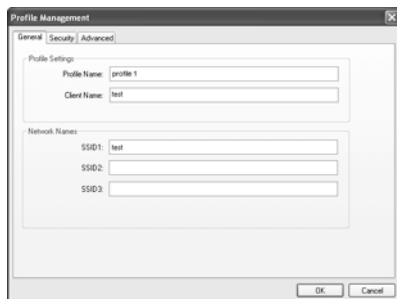 Profile Management
General Security Advanced
Profile Settings
Profile Name: profile 1
Client Name: test
Network Names
SSID1: test
SSID2:
SSID3:
OK Cancel